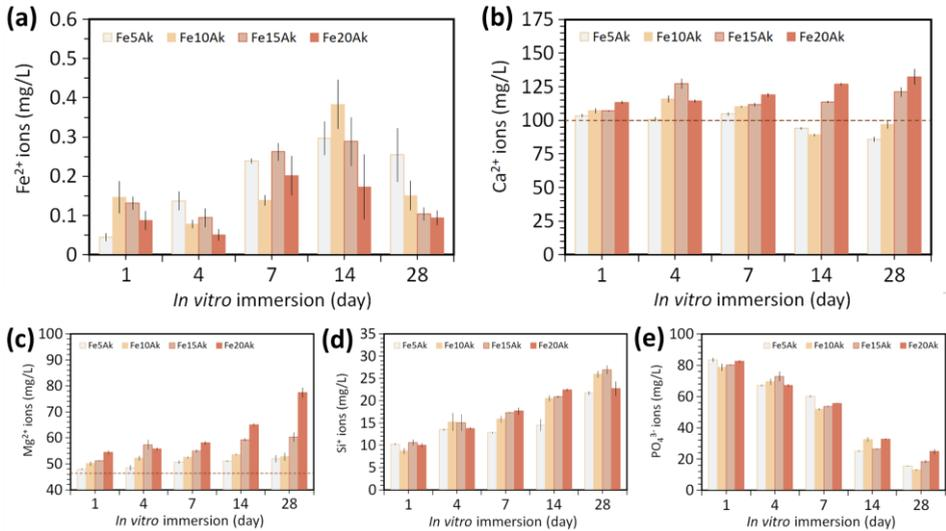 (a)
Fe²⁺ ions (mg/L)
0.6
0.5
0.4
0.3
0.2
0.1
0
Fe5Ak Fe10Ak Fe15Ak Fe20Ak
1 4 7 14 28
In vitro immersion (day)
(b)
Ca²⁺ ions (mg/L)
175
150
125
100
75
50
25
0
Fe5Ak Fe10Ak Fe15Ak Fe20Ak
1 4 7 14 28
In vitro immersion (day)
(c)
Mg²⁺ ions (mg/L)
100
90
80
70
60
50
40
Fe5Ak Fe10Ak Fe15Ak Fe20Ak
1 4 7 14 28
In vitro immersion (day)
(d)
Si⁺ ions (mg/L)
35
30
25
20
15
10
5
0
Fe5Ak Fe10Ak Fe15Ak Fe20Ak
1 4 7 14 28
In vitro immersion (day)
(e)
PO₄³⁻ ions (mg/L)
100
80
60
40
20
0
Fe5Ak Fe10Ak Fe15Ak Fe20Ak
1 4 7 14 28
In vitro immersion (day)